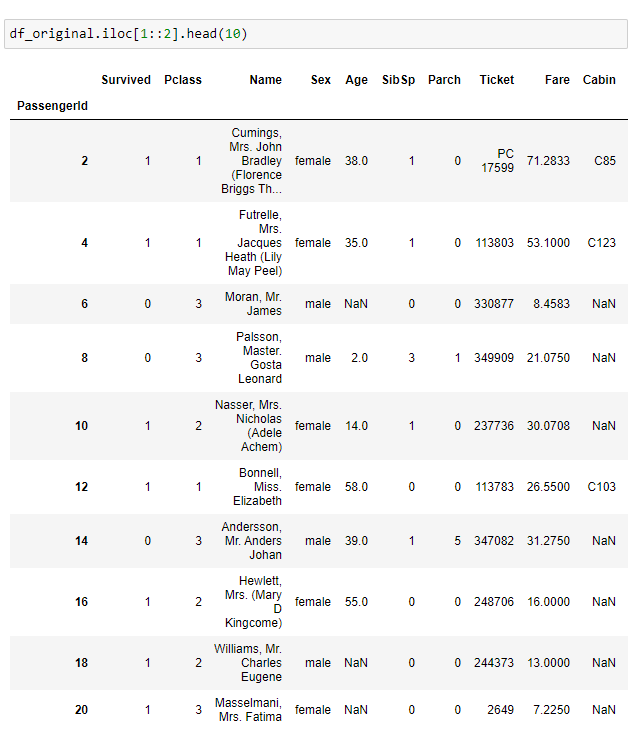 df_original.iloc[1::2].head(10)
Survived Pclass Name Sex Age SibSp Parch Ticket Fare Cabin
PassengerId
2 1 1 Cumings, Mrs. John Bradley (Florence Briggs Th... female 38.0 1 0 PC 17599 71.2833 C85
4 1 1 Futrelle, Mrs. Jacques Heath (Lily May Peel) female 35.0 1 0 113803 53.1000 C123
6 0 3 Moran, Mr. James male NaN 0 0 330877 8.4583 NaN
8 0 3 Palsson, Master. Gosta Leonard male 2.0 3 1 349909 21.0750 NaN
10 1 2 Nasser, Mrs. Nicholas (Adele Achem) female 14.0 1 0 237736 30.0708 NaN
12 1 1 Bonnell, Miss. Elizabeth female 58.0 0 0 113783 26.5500 C103
14 0 3 Andersson, Mr. Anders Johan male 39.0 1 5 347082 31.2750 NaN
16 1 2 Hewlett, Mrs. (Mary D Kingcome) female 55.0 0 0 248706 16.0000 NaN
18 1 2 Williams, Mr. Charles Eugene male NaN 0 0 244373 13.0000 NaN
20 1 3 Masselmani, Mrs. Fatima female NaN 0 0 2649 7.2250 NaN